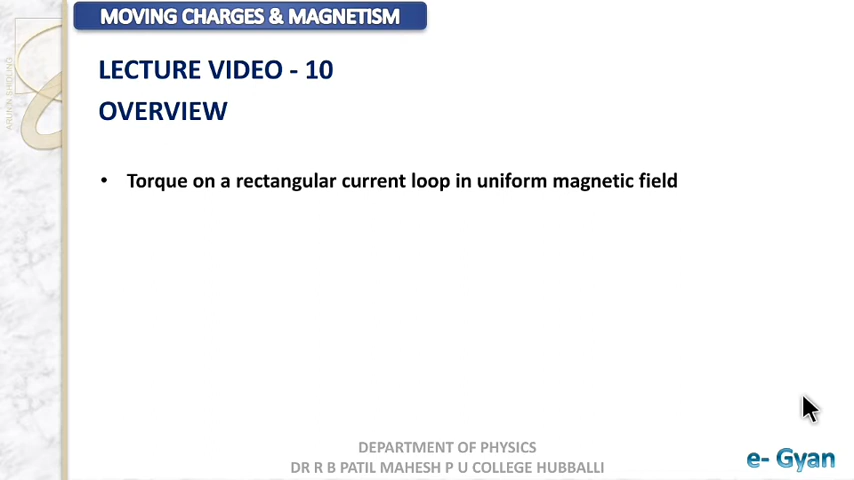 MOVING CHARGES & MAGNETISM
LECTURE VIDEO - 10
OVERVIEW
• Torque on a rectangular current loop in uniform magnetic field
DEPARTMENT OF PHYSICS
DR R B PATIL MAHESH P U COLLEGE HUBBALLI
e- Gyan